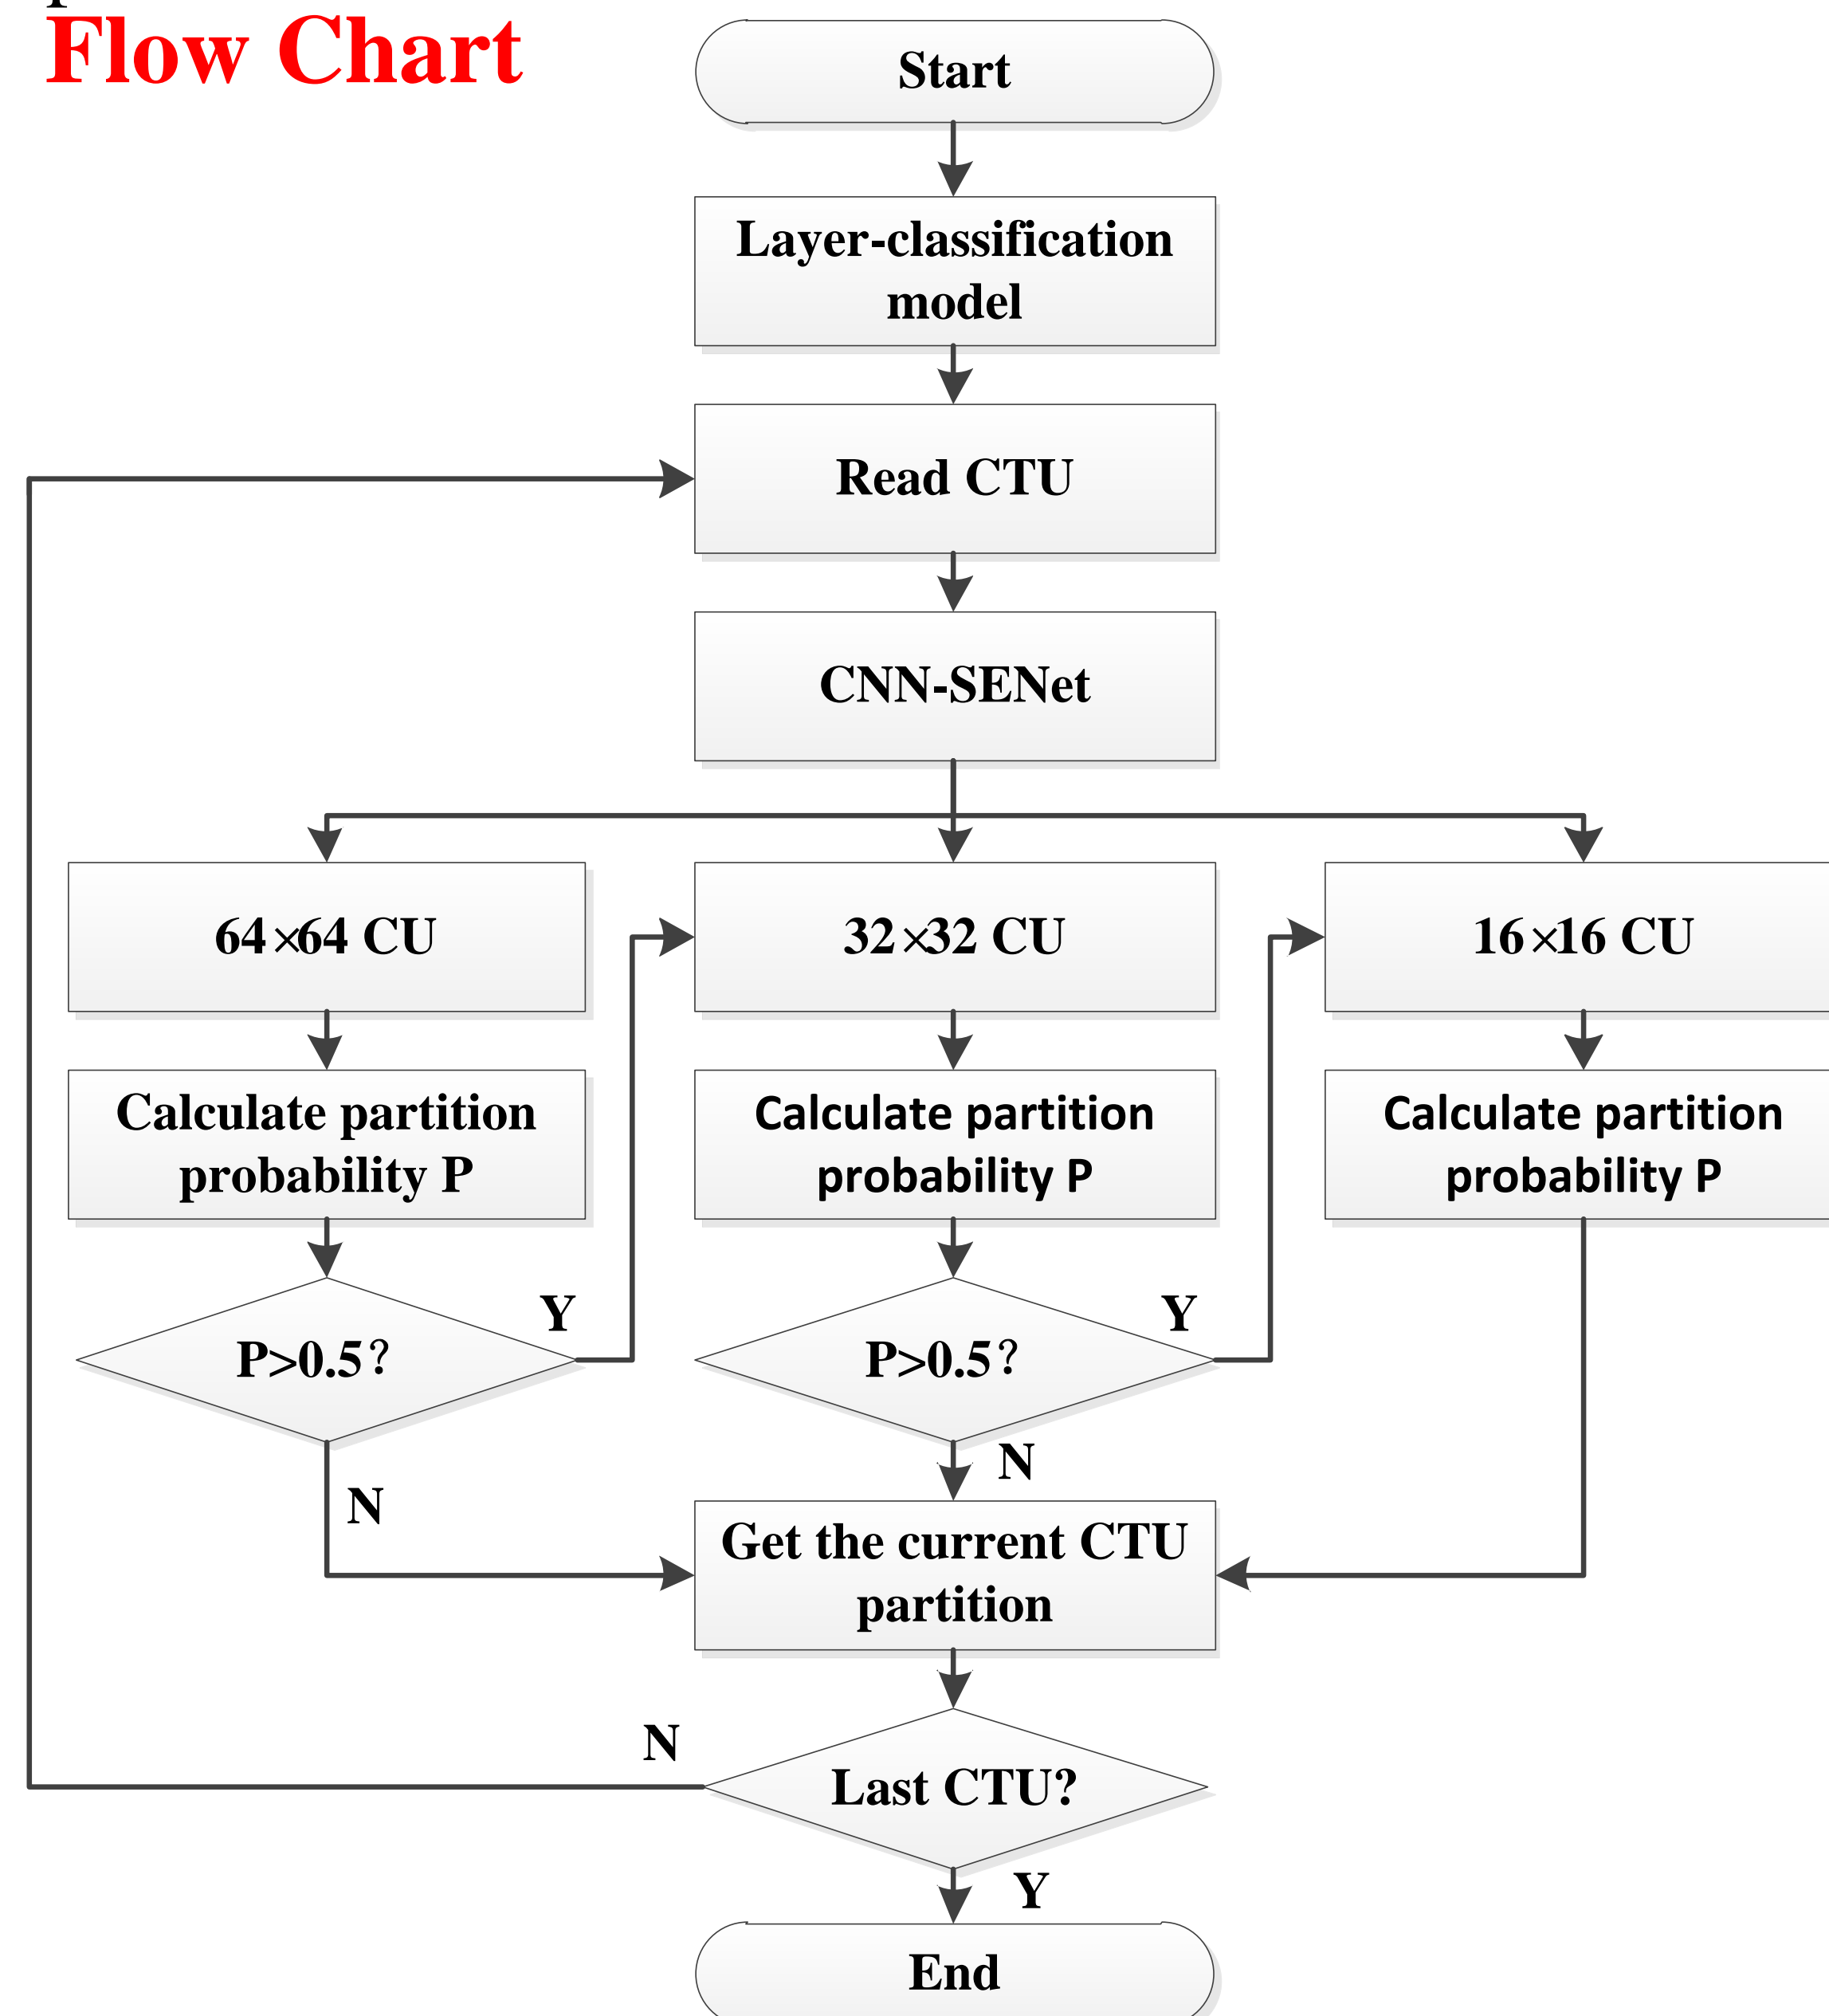 Flow Chart
Start
Layer-classification
model
Read CTU
CNN-SENet
64×64 CU
32×32 CU
16×16 CU
Calculate partition
probability P
Calculate partition
probability P
Calculate partition
probability P
P>0.5?
Y
P>0.5?
Y
N
N
Get the current CTU
partition
N
Last CTU?
Y
End